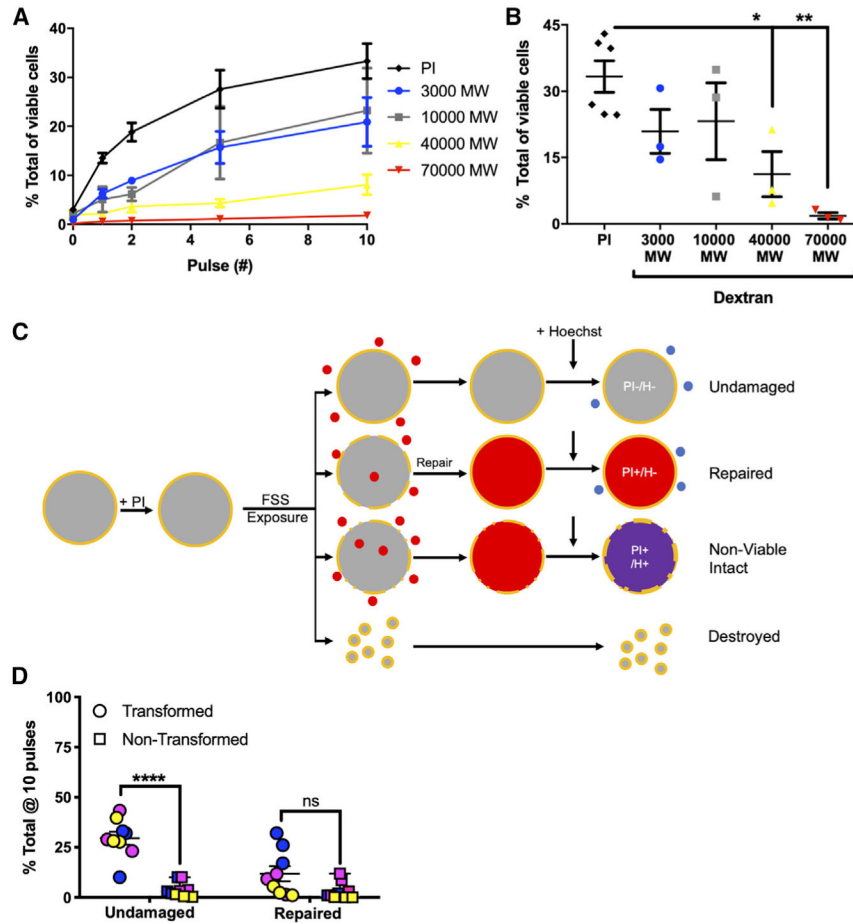 A
% Total of viable cells
40
30
20
10
0
0
2
4
6
8
10
Pulse (#)
PI
3000 MW
10000 MW
40000 MW
70000 MW
B
% Total of viable cells
45
30
15
0
*
**
PI
3000 MW
10000 MW
40000 MW
70000 MW
Dextran
C
+ PI
FSS
Exposure
Repair
+ Hoechst
PI-/H-
Undamaged
PI+/H-
Repaired
PI+
/H+
Non-Viable
Intact
Destroyed
D
% Total @ 10 pulses
100
75
50
25
0
Transformed
Non-Transformed
****
ns
Undamaged
Repaired